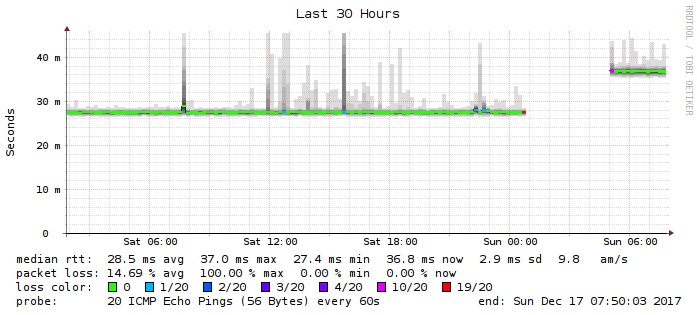 Last 30 Hours
RRDTOOL / TOBI OETIKER
Seconds
40 m
30 m
20 m
10 m
0
Sat 06:00 Sat 12:00 Sat 18:00 Sun 00:00 Sun 06:00
median rtt: 28.5 ms avg 37.0 ms max 27.4 ms min 36.8 ms now 2.9 ms sd 9.8 am/s
packet loss: 14.69 % avg 100.00 % max 0.00 % min 0.00 % now
loss color: 0 1/20 2/20 3/20 4/20 10/20 19/20
probe: 20 ICMP Echo Pings (56 Bytes) every 60s end: Sun Dec 17 07:50:03 2017